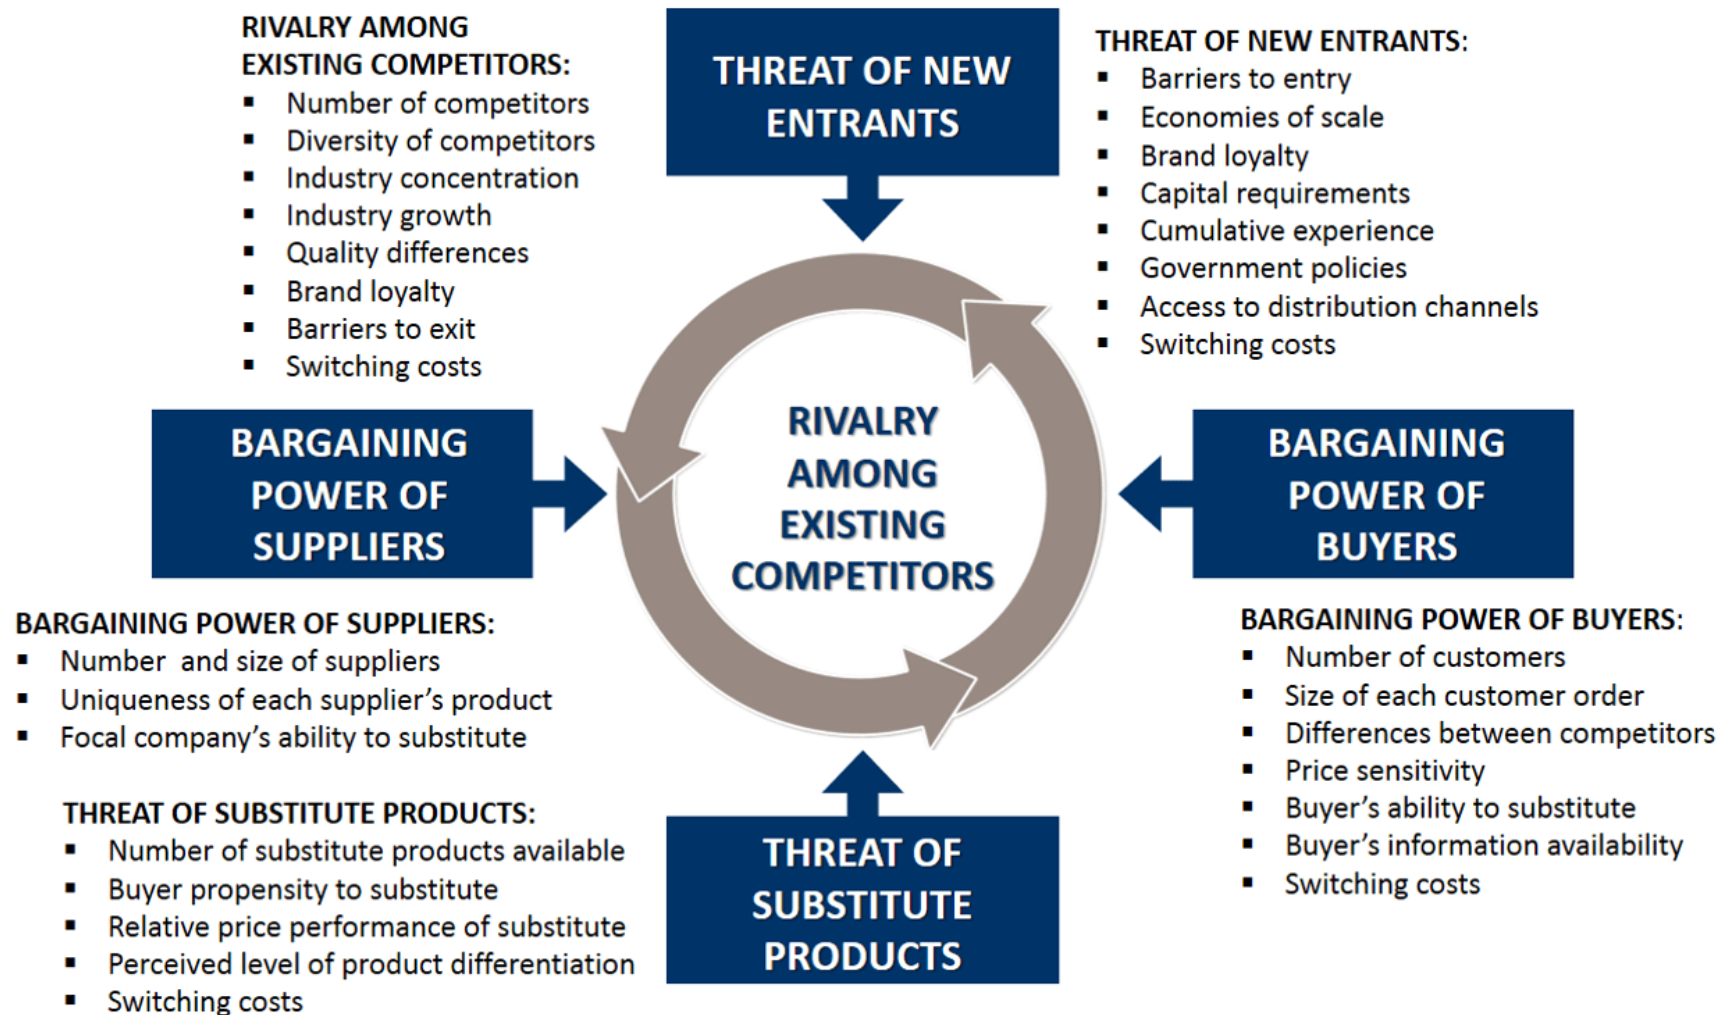 RIVALRY AMONG
EXISTING COMPETITORS:
▪ Number of competitors
▪ Diversity of competitors
▪ Industry concentration
▪ Industry growth
▪ Quality differences
▪ Brand loyalty
▪ Barriers to exit
▪ Switching costs
THREAT OF NEW
ENTRANTS
THREAT OF NEW ENTRANTS:
▪ Barriers to entry
▪ Economies of scale
▪ Brand loyalty
▪ Capital requirements
▪ Cumulative experience
▪ Government policies
▪ Access to distribution channels
▪ Switching costs
BARGAINING
POWER OF
SUPPLIERS
RIVALRY
AMONG
EXISTING
COMPETITORS
BARGAINING
POWER OF
BUYERS
BARGAINING POWER OF SUPPLIERS:
▪ Number and size of suppliers
▪ Uniqueness of each supplier's product
▪ Focal company's ability to substitute
BARGAINING POWER OF BUYERS:
▪ Number of customers
▪ Size of each customer order
▪ Differences between competitors
▪ Price sensitivity
▪ Buyer's ability to substitute
▪ Buyer's information availability
▪ Switching costs
THREAT OF SUBSTITUTE PRODUCTS:
▪ Number of substitute products available
▪ Buyer propensity to substitute
▪ Relative price performance of substitute
▪ Perceived level of product differentiation
▪ Switching costs
THREAT OF
SUBSTITUTE
PRODUCTS